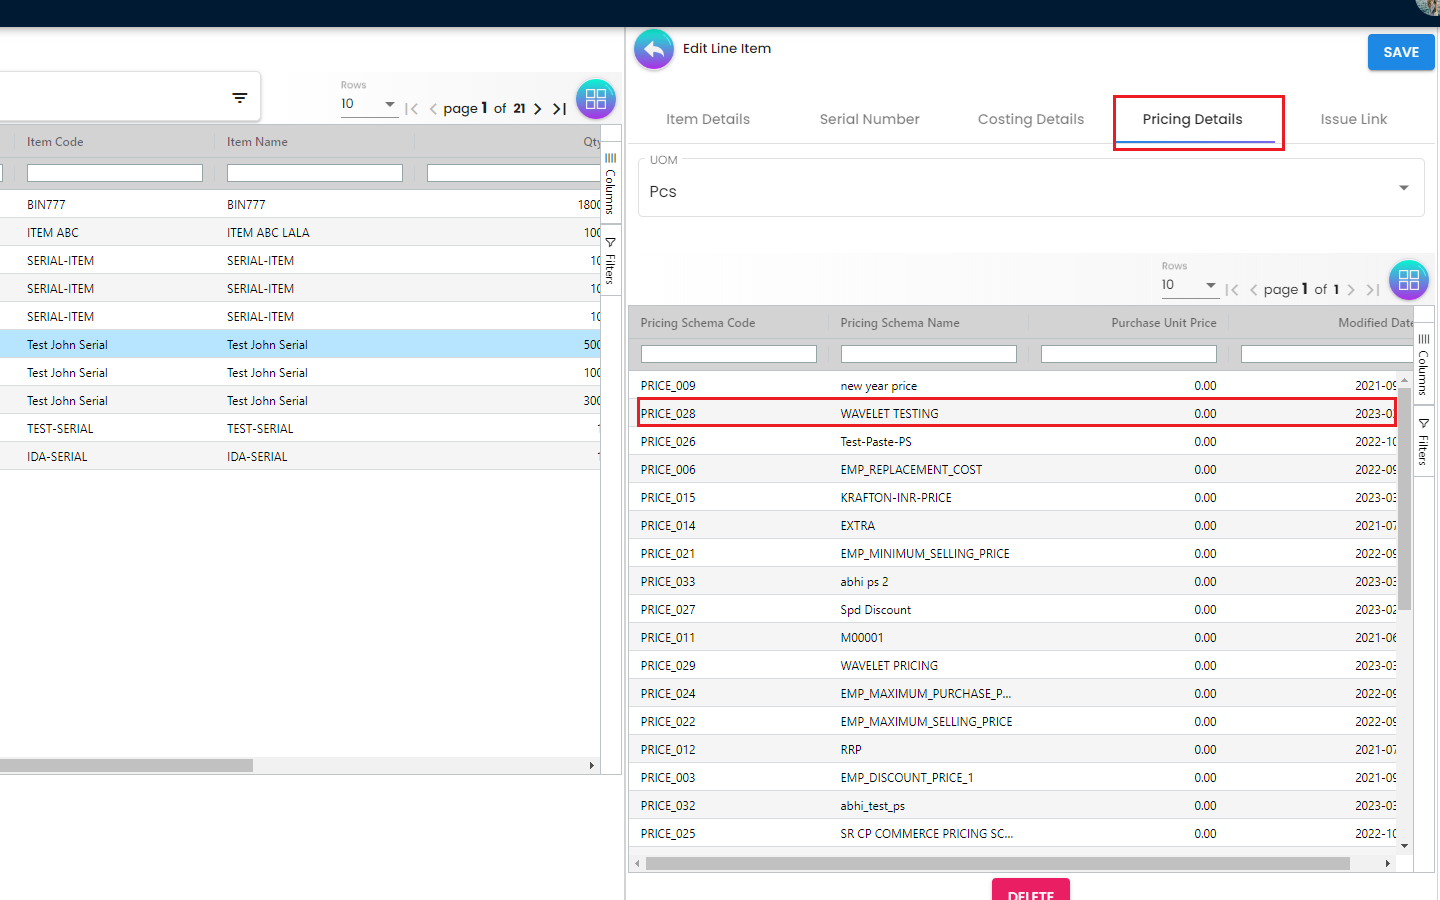 Edit Line Item
SAVE
Rows
10
page 1 of 21
Item Details
Serial Number
Costing Details
Pricing Details
Issue Link
Item Code Item Name Qty
Columns
Filters
BIN777 BIN777 1800
ITEM ABC ITEM ABC LALA 100
SERIAL-ITEM SERIAL-ITEM 10
SERIAL-ITEM SERIAL-ITEM 10
SERIAL-ITEM SERIAL-ITEM 10
Test John Serial Test John Serial 500
Test John Serial Test John Serial 100
Test John Serial Test John Serial 300
TEST-SERIAL TEST-SERIAL 1
IDA-SERIAL IDA-SERIAL 1
UOM
Pcs
Rows
10
page 1 of 1
Pricing Schema Code Pricing Schema Name Purchase Unit Price Modified Date
Columns
Filters
PRICE_009 new year price 0.00 2021-09
PRICE_028 WAVELET TESTING 0.00 2023-0
PRICE_026 Test-Paste-PS 0.00 2022-10
PRICE_006 EMP_REPLACEMENT_COST 0.00 2022-09
PRICE_015 KRAFTON-INR-PRICE 0.00 2023-03
PRICE_014 EXTRA 0.00 2021-07
PRICE_021 EMP_MINIMUM_SELLING_PRICE 0.00 2022-09
PRICE_033 abhi ps 2 0.00 2023-03
PRICE_027 Spd Discount 0.00 2023-02
PRICE_011 M00001 0.00 2021-06
PRICE_029 WAVELET PRICING 0.00 2023-03
PRICE_024 EMP_MAXIMUM_PURCHASE_P... 0.00 2022-09
PRICE_022 EMP_MAXIMUM_SELLING_PRICE 0.00 2022-09
PRICE_012 RRP 0.00 2021-07
PRICE_003 EMP_DISCOUNT_PRICE_1 0.00 2021-09
PRICE_032 abhi_test_ps 0.00 2023-03
PRICE_025 SR CP COMMERCE PRICING SC... 0.00 2022-10
DELETE